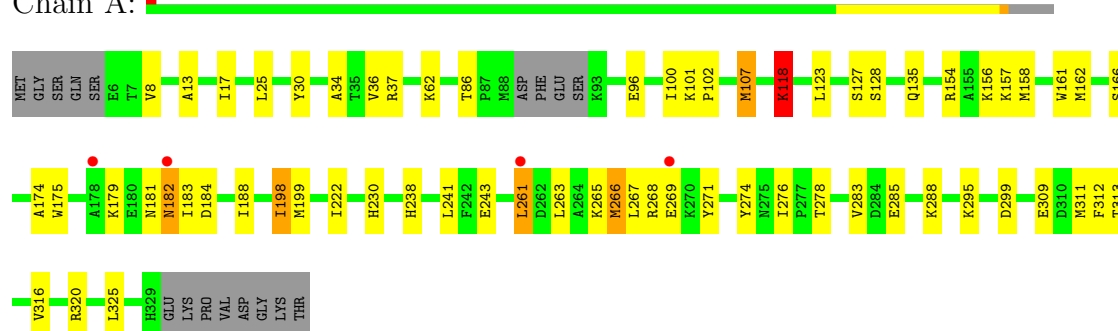 Chain A:
MET GLY SER GLN SER E6 T7 V8 A13 I17 L25 Y30 A34 T35 V36 R37 K62 T86 P87 M88 ASP PHE GLU SER K93 E96 I100 K101 P102 M107 K118 L123 S127 S128 Q135 R154 A155 K156 K157 M158 W161 M162 S166
A174 W175 A178 K179 E180 N181 N182 I183 D184 I188 I198 M199 I222 H230 H238 L241 F242 E243 L261 D262 L263 A264 K265 M266 L267 R268 E269 K270 Y271 Y274 N275 I276 P277 T278 V283 D284 E285 K288 K295 D299 E309 D310 M311 F312 T313
V316 R320 L325 H329 GLU LYS PRO VAL ASP GLY LYS THR